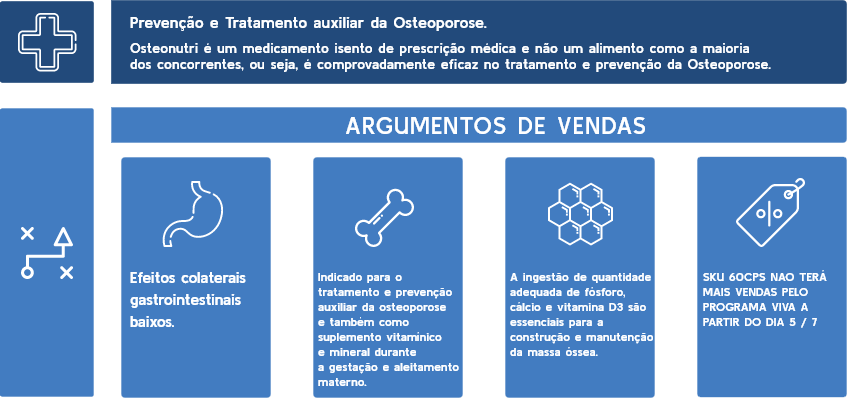 Prevenção e Tratamento auxiliar da Osteoporose.
Osteonutri é um medicamento isento de prescrição médica e não um alimento como a maioria
dos concorrentes, ou seja, é comprovadamente eficaz no tratamento e prevenção da Osteoporose.
ARGUMENTOS DE VENDAS
Efeitos colaterais
gastrointestinais
baixos.
Indicado para o
tratamento e prevenção
auxiliar da osteoporose
e também como
suplemento vitamínico
e mineral durante
a gestação e aleitamento
materno.
A ingestão de quantidade
adequada de fósforo,
cálcio e vitamina D3 são
essenciais para a
construção e manutenção
da massa óssea.
SKU 60CPS NAO TERÁ
MAIS VENDAS PELO
PROGRAMA VIVA A
PARTIR DO DIA 5 / 7